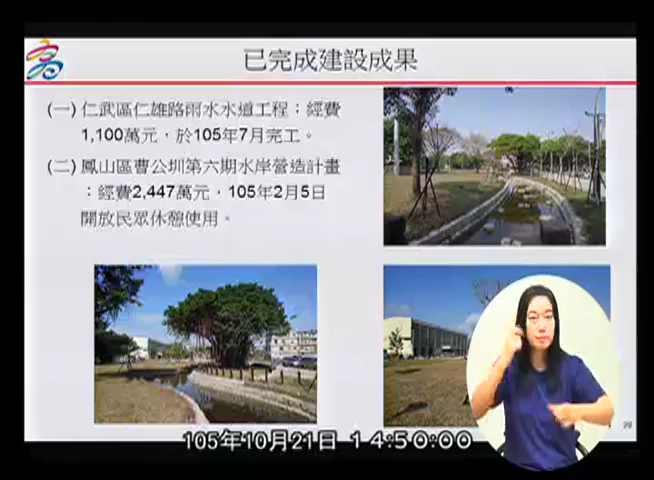 已完成建設成果
(一) 仁武區仁雄路雨水水道工程：經費
1,100萬元，於105年7月完工。
(二) 鳳山區曹公圳第六期水岸營造計畫
：經費2,447萬元，105年2月5日
開放民眾休憩使用。
29
105年10月21日 14:50:00